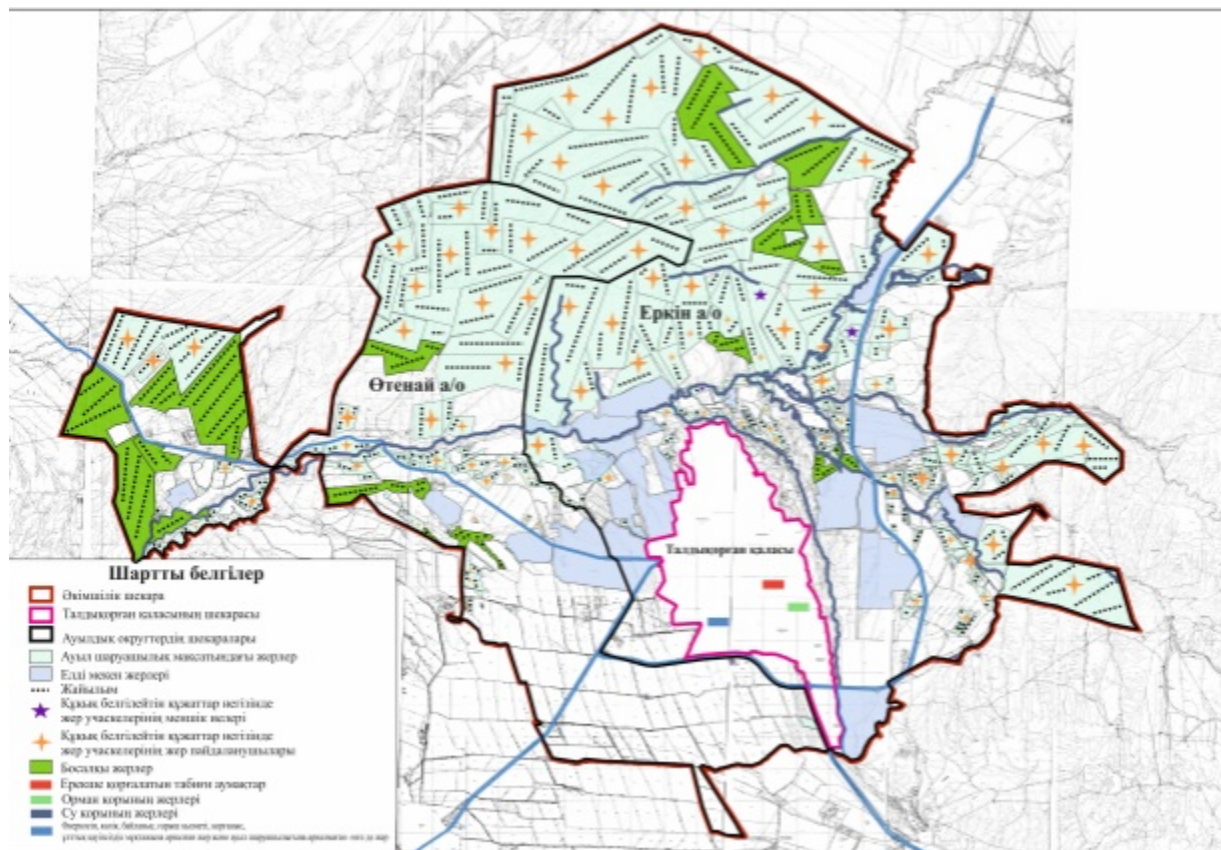 Еркін а/о
Өтенай а/о
Талдықорған қаласы
Шартты белгілер
Әкімшілік шекара
Талдықорған қаласының шекарасы
Ауылдық округтердің шекаралары
Ауыл шаруашылық мақсатындағы жерлер
Елді мекен жерлері
Жайылым
Құқық белгілейтін құжаттар негізінде
жер учаскелерінің меншік иелері
Құқық белгілейтін құжаттар негізінде
жер учаскелерінің жер пайдаланушылары
Босалқы жерлер
Ерекше қорғалатын табиғи аумақтар
Орман қорының жерлері
Су қорының жерлері